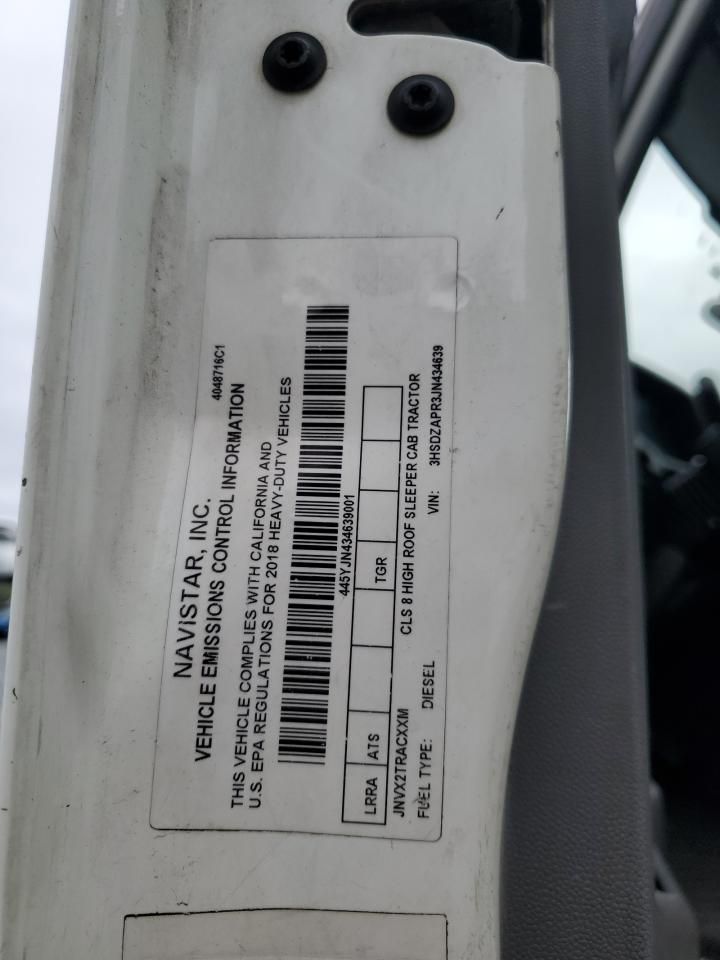 4048716C1
NAViSTAR, INC.
VEHICLE EMISSIONS CONTROL INFORMATION
THIS VEHICLE COMPLIES WITH CALIFORNIA AND
U.S. EPA REGULATIONS FOR 2018 HEAVY-DUTY VEHICLES
445YJN434639001
LRRA ATS TGR
JNVX2TRACXXM CLS 8 HIGH ROOF SLEEPER CAB TRACTOR
FUEL TYPE: DIESEL VIN: 3HSDZAPR3JN434639